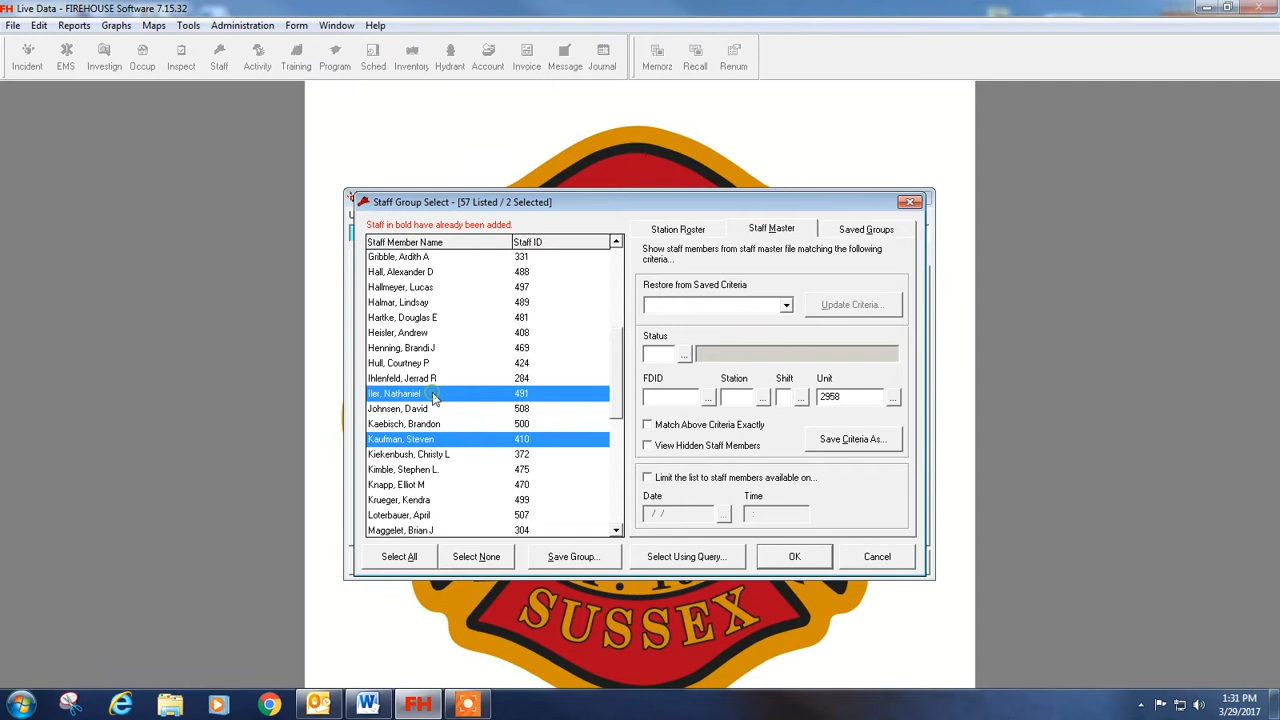 FH Live Data - FIREHOUSE Software 7.15.32
File Edit Reports Graphs Maps Tools Administration Form Window Help
Incident EMS Investign Occup Inspect Staff Activity Training Program Sched Inventory Hydrant Account Invoice Message Journal Memorz Recall Renum
Staff Group Select - [57 Listed / 2 Selected]
Staff in bold have already been added.
Staff Member Name Staff ID
Gribble, Ardith A 331
Hall, Alexander D 488
Hallmeyer, Lucas 497
Halmar, Lindsay 489
Hartke, Douglas E 481
Heisler, Andrew 408
Henning, Brandi J 469
Hull, Courtney P 424
Ihlenfeld, Jerrad R 284
Iler, Nathaniel 491
Johnsen, David 508
Kaebisch, Brandon 500
Kaufman, Steven 410
Kiekenbush, Christy L 372
Kimble, Stephen L. 475
Knapp, Elliot M 470
Krueger, Kendra 499
Loterbauer, April 507
Maggelet, Brian J 304
Select All Select None Save Group...
Station Roster Staff Master Saved Groups
Show staff members from staff master file matching the following
criteria...
Restore from Saved Criteria
Update Criteria...
Status
...
FDID Station Shift Unit
... ... ... 2958 ...
Match Above Criteria Exactly
View Hidden Staff Members
Save Criteria As...
Limit the list to staff members available on...
Date Time
/ / ... :
Select Using Query... OK Cancel
SUSSEX
FH
1:31 PM
3/29/2017